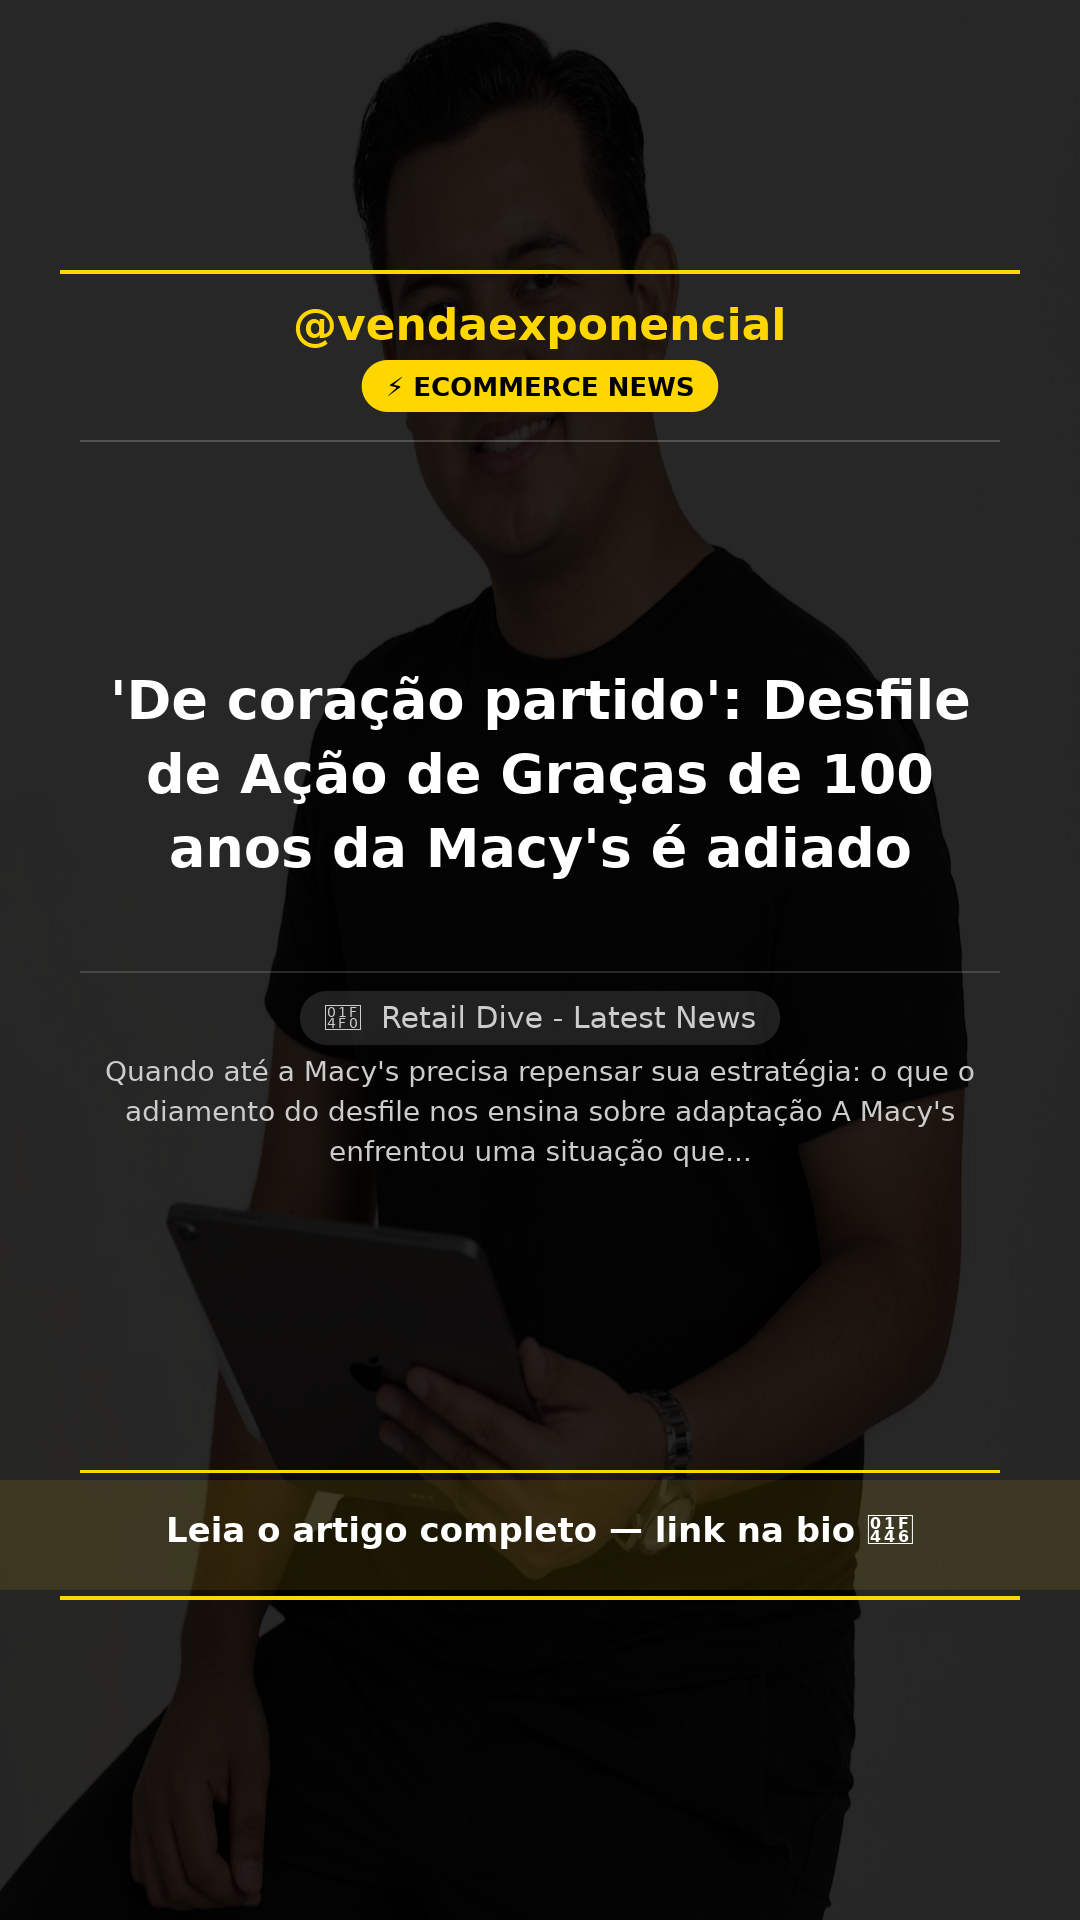 @vendaexponencial
⚡ ECOMMERCE NEWS
'De coração partido': Desfile
de Ação de Graças de 100
anos da Macy's é adiado
Retail Dive - Latest News
Quando até a Macy's precisa repensar sua estratégia: o que o
adiamento do desfile nos ensina sobre adaptação A Macy's
enfrentou uma situação que...
Leia o artigo completo — link na bio